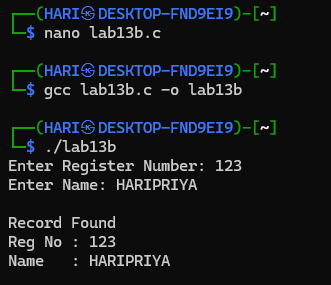 ┌──(HARI㉿DESKTOP-FND9EI9)-[~]
└─$ nano lab13b.c
┌──(HARI㉿DESKTOP-FND9EI9)-[~]
└─$ gcc lab13b.c -o lab13b
┌──(HARI㉿DESKTOP-FND9EI9)-[~]
└─$ ./lab13b
Enter Register Number: 123
Enter Name: HARIPRIYA
Record Found
Reg No : 123
Name   : HARIPRIYA